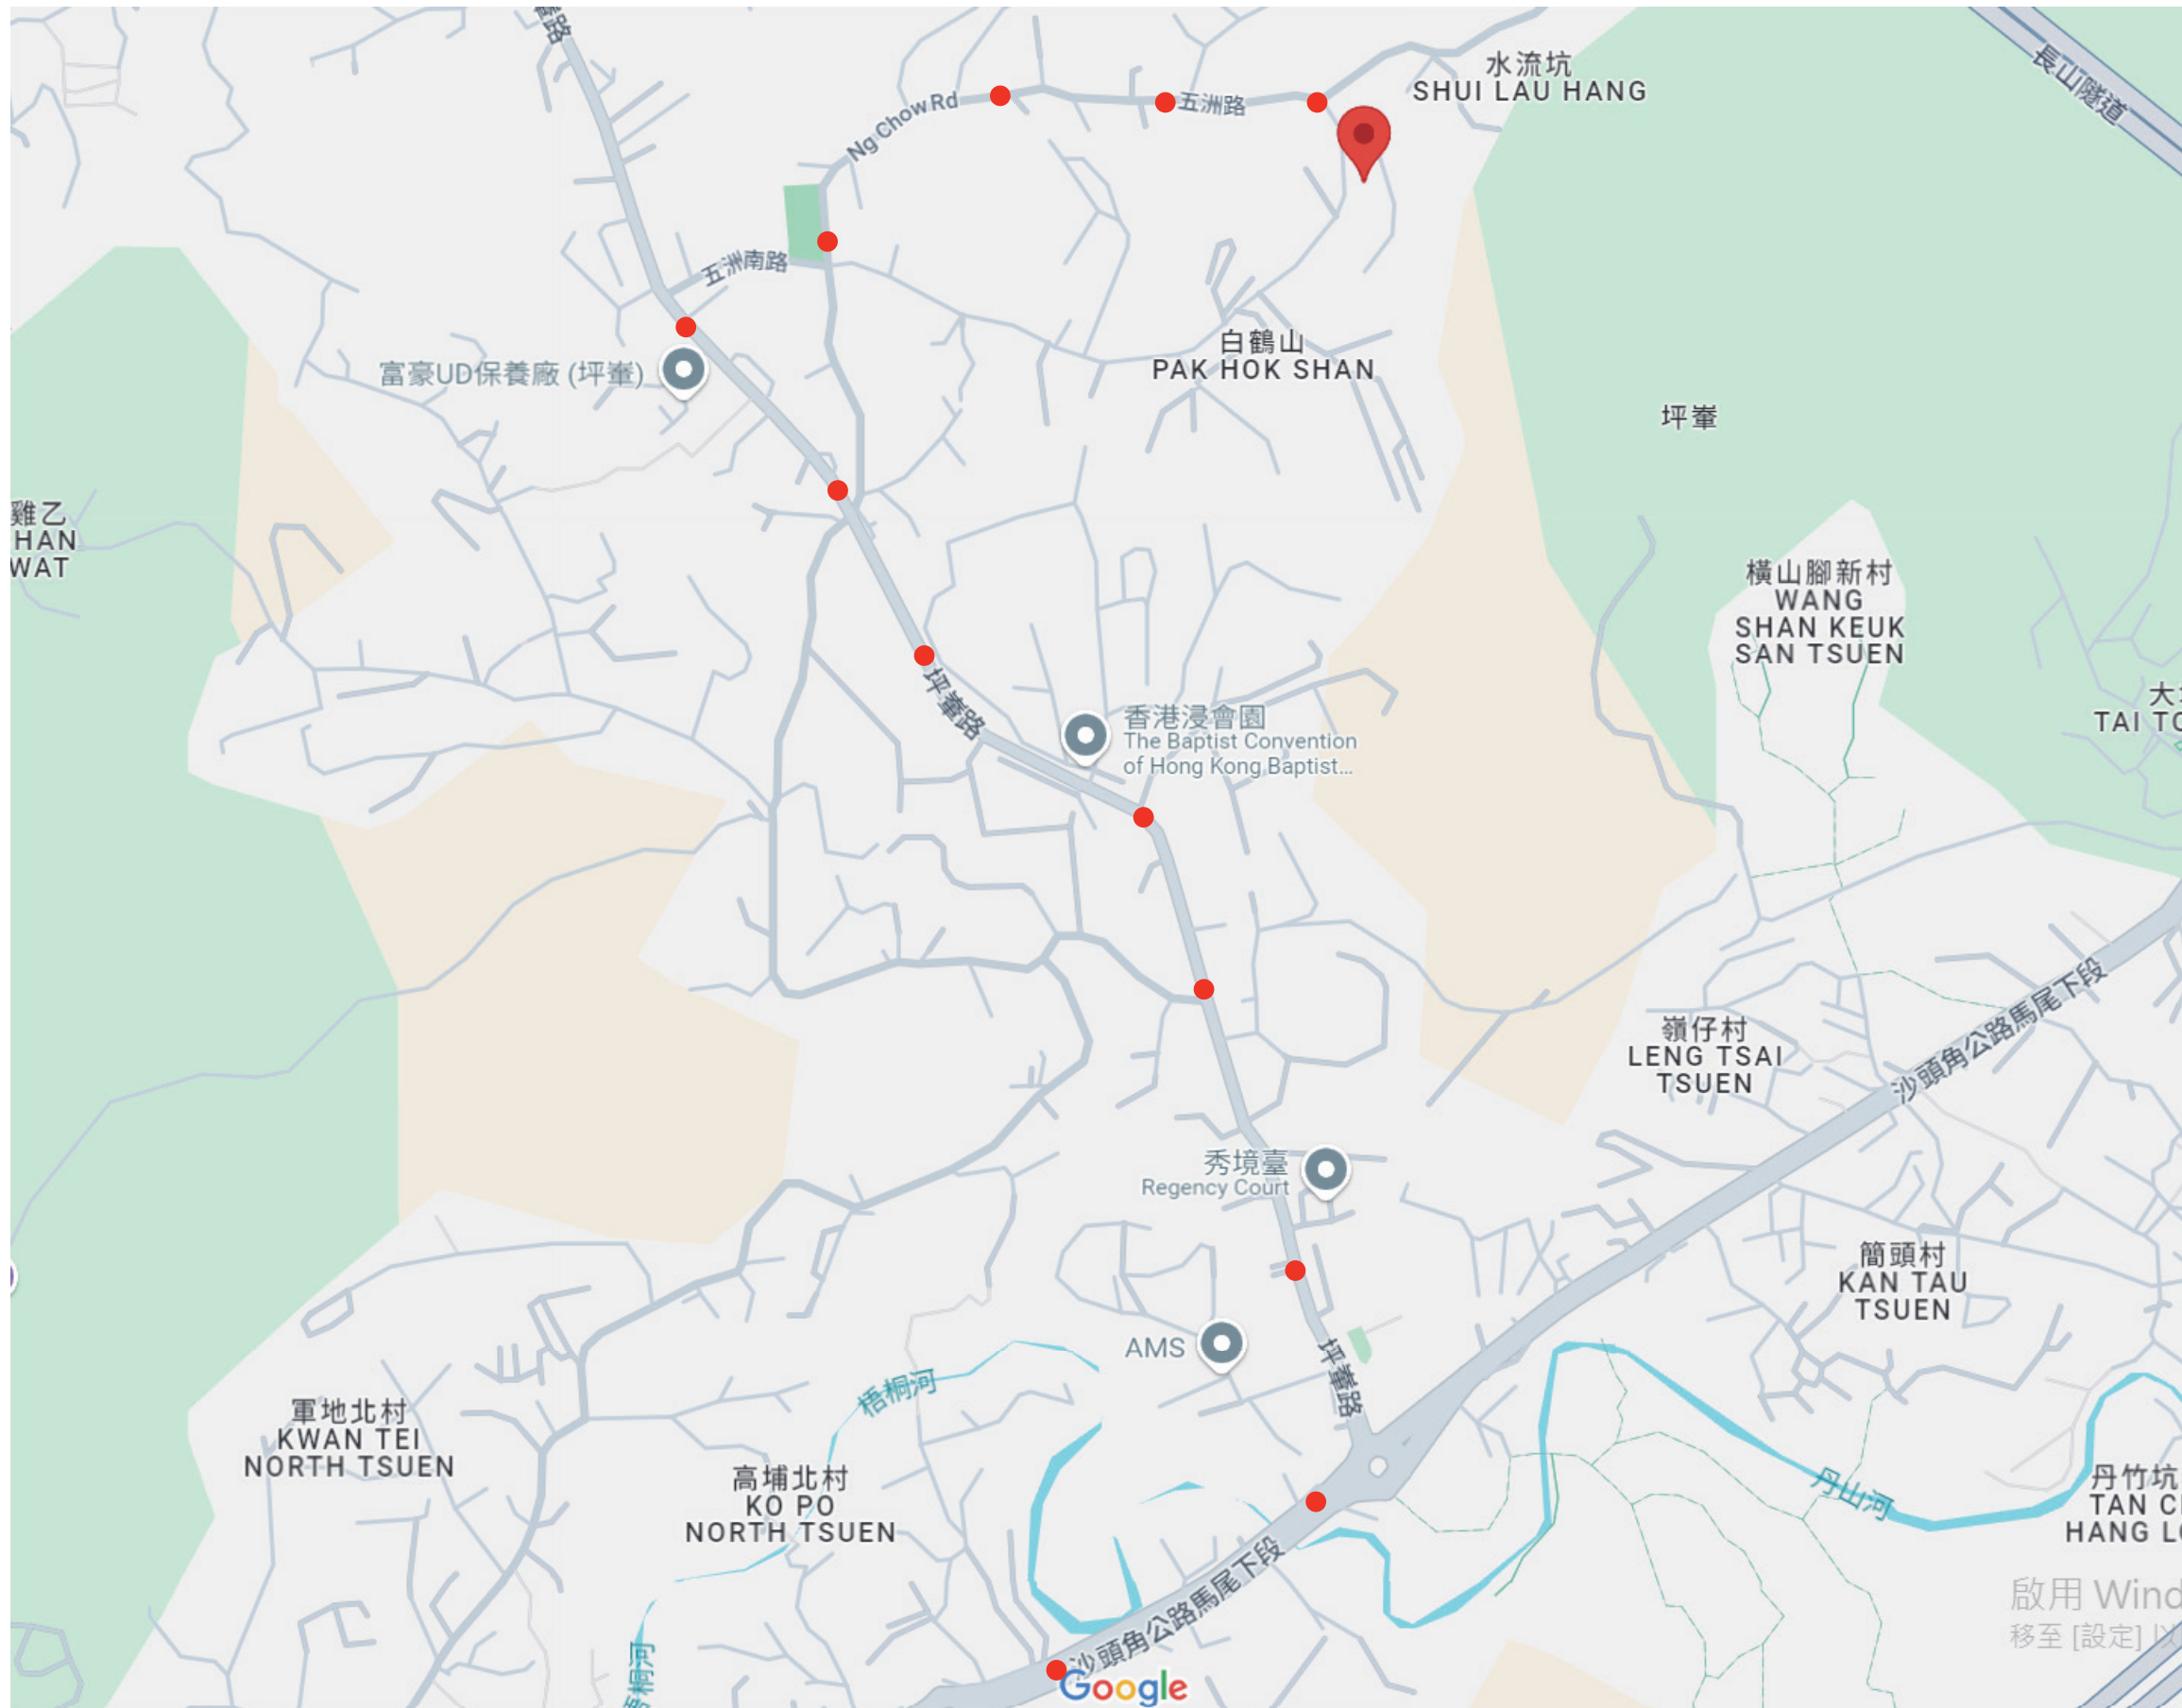 水流坑
SHUI LAU HANG
長山隧道
Ng Chow Rd
五洲路
五洲南路
富豪UD保養廠 (坪輋)
白鶴山
PAK HOK SHAN
坪輋
雞乙
HAN
WAT
橫山腳新村
WANG
SHAN KEUK
SAN TSUEN
大
TAI TO
坪輋路
香港浸會園
The Baptist Convention
of Hong Kong Baptist...
嶺仔村
LENG TSAI
TSUEN
沙頭角公路馬尾下段
秀境臺
Regency Court
簡頭村
KAN TAU
TSUEN
AMS
坪輋路
梧桐河
軍地北村
KWAN TEI
NORTH TSUEN
高埔北村
KO PO
NORTH TSUEN
丹山河
丹竹坑
TAN C
HANG L
沙頭角公路馬尾下段
梧桐河
Google
啟用 Wind
移至 [設定] 以